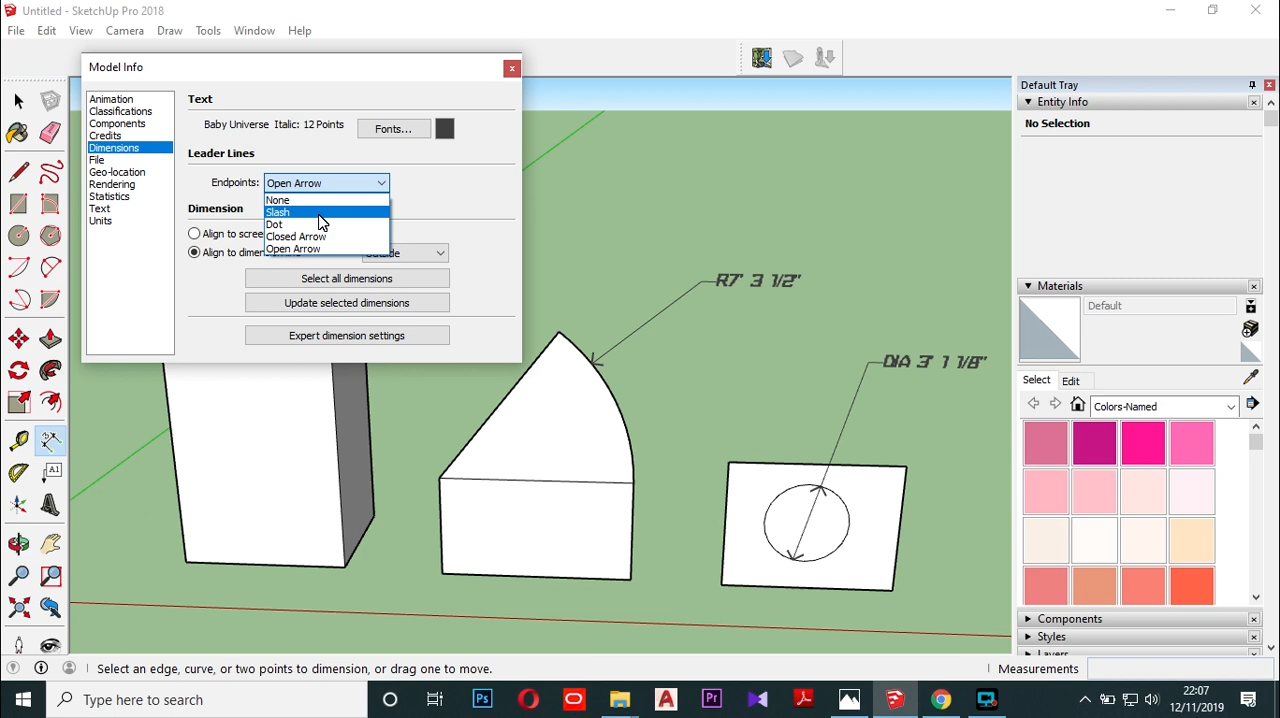 Untitled - SketchUp Pro 2018
File Edit View Camera Draw Tools Window Help
Model Info
Animation
Classifications
Components
Credits
Dimensions
File
Geo-location
Rendering
Statistics
Text
Units
Text
Baby Universe Italic: 12 Points
Fonts...
Leader Lines
Endpoints: Open Arrow
None
Slash
Dot
Closed Arrow
Open Arrow
Dimension
Align to scree
Align to dimen
Outside
Select all dimensions
Update selected dimensions
Expert dimension settings
R7' 3 1/2"
DIA 3' 1 1/8"
A1
Default Tray
Entity Info
No Selection
Materials
Default
Select Edit
Colors-Named
Components
Styles
Layers
Select an edge, curve, or two points to dimension, or drag one to move.
Measurements
Type here to search
Ps
Pr
22:07
12/11/2019